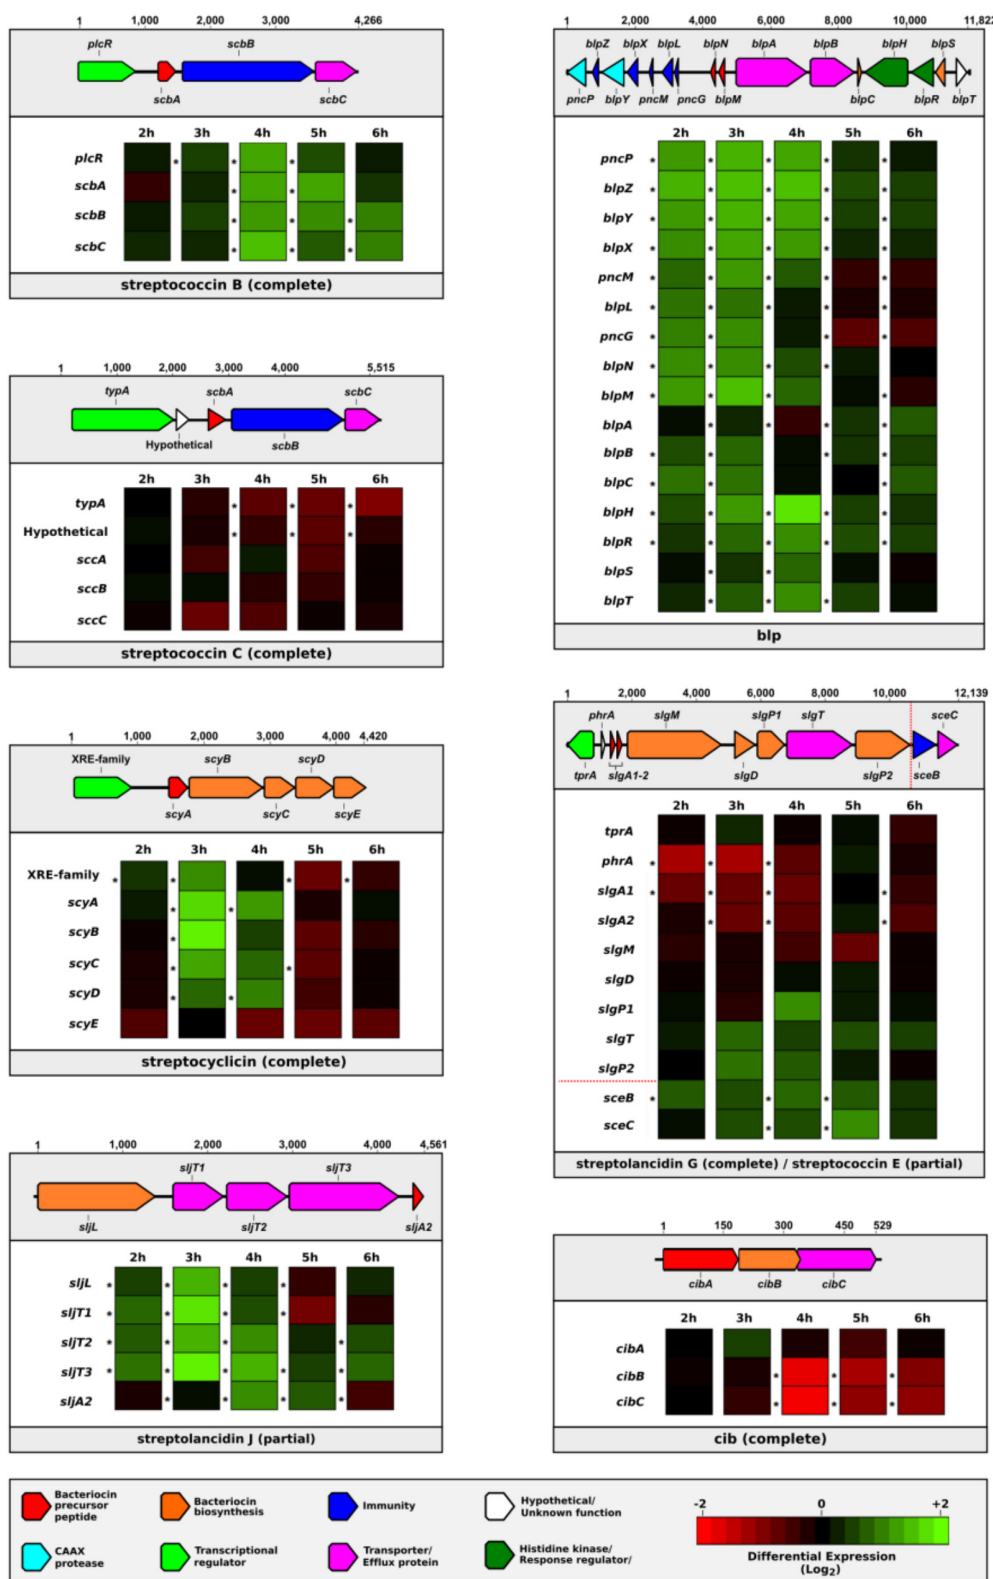 1 1,000 2,000 3,000 4,266
plcR scbB
scbA scbC
2h 3h 4h 5h 6h
plcR * * *
scbA * *
scbB * * *
scbC * * *
streptococcin B (complete)
1 1,000 2,000 3,000 4,000 5,515
typA scbA scbC
Hypothetical scbB
2h 3h 4h 5h 6h
typA * * *
Hypothetical * * *
sccA
sccB
sccC
streptococcin C (complete)
1 1,000 2,000 3,000 4,000 4,420
XRE-family scyB scyD
scyA scyC scyE
2h 3h 4h 5h 6h
XRE-family * * * *
scyA * *
scyB *
scyC * *
scyD * *
scyE
streptocyclicin (complete)
1 1,000 2,000 3,000 4,000 4,561
sljT1 sljT3
sljL sljT2 sljA2
2h 3h 4h 5h 6h
sljL * * *
sljT1 * * *
sljT2 * * * *
sljT3 * * * *
sljA2 * * * *
streptolancidin J (partial)
1 2,000 4,000 6,000 8,000 10,000 11,822
blpZ blpX blpL blpN blpA blpB blpH blpS
pncP blpY pncM pncG blpM blpC blpR blpT
2h 3h 4h 5h 6h
pncP * * * * *
blpZ * * * * *
blpY * * * * *
blpX * * * * *
pncM * * * * *
blpL * * * *
pncG * * * *
blpN * * * *
blpM * * * *
blpA * *
blpB * * *
blpC * * *
blpH * * * * *
blpR * * * * *
blpS *
blpT * * *
blp
1 2,000 4,000 6,000 8,000 10,000 12,139
phrA slgM slgP1 slgT sceC
tprA slgA1-2 slgD slgP2 sceB
2h 3h 4h 5h 6h
tprA
phrA * * *
slgA1 * * * *
slgA2 * * *
slgM
slgD
slgP1
slgT
slgP2
sceB * * *
sceC * *
streptolancidin G (complete) / streptococcin E (partial)
1 150 300 450 529
cibA cibB cibC
2h 3h 4h 5h 6h
cibA
cibB * * *
cibC * * *
cib (complete)
Bacteriocin
precursor
peptide
Bacteriocin
biosynthesis
Immunity
Hypothetical/
Unknown function
CAAX
protease
Transcriptional
regulator
Transporter/
Efflux protein
Histidine kinase/
Response regulator/
-2 0 +2
Differential Expression
(Log2)